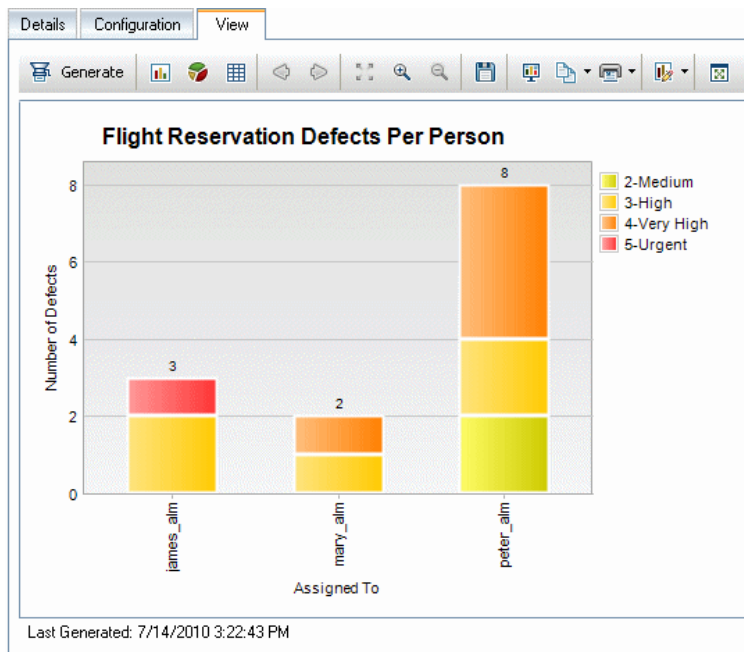 Details Configuration View
Generate
Flight Reservation Defects Per Person
8
2-Medium
3-High
4-Very High
5-Urgent
Number of Defects
8
6
4
2
0
3
2
james_alm
mary_alm
peter_alm
Assigned To
Last Generated: 7/14/2010 3:22:43 PM